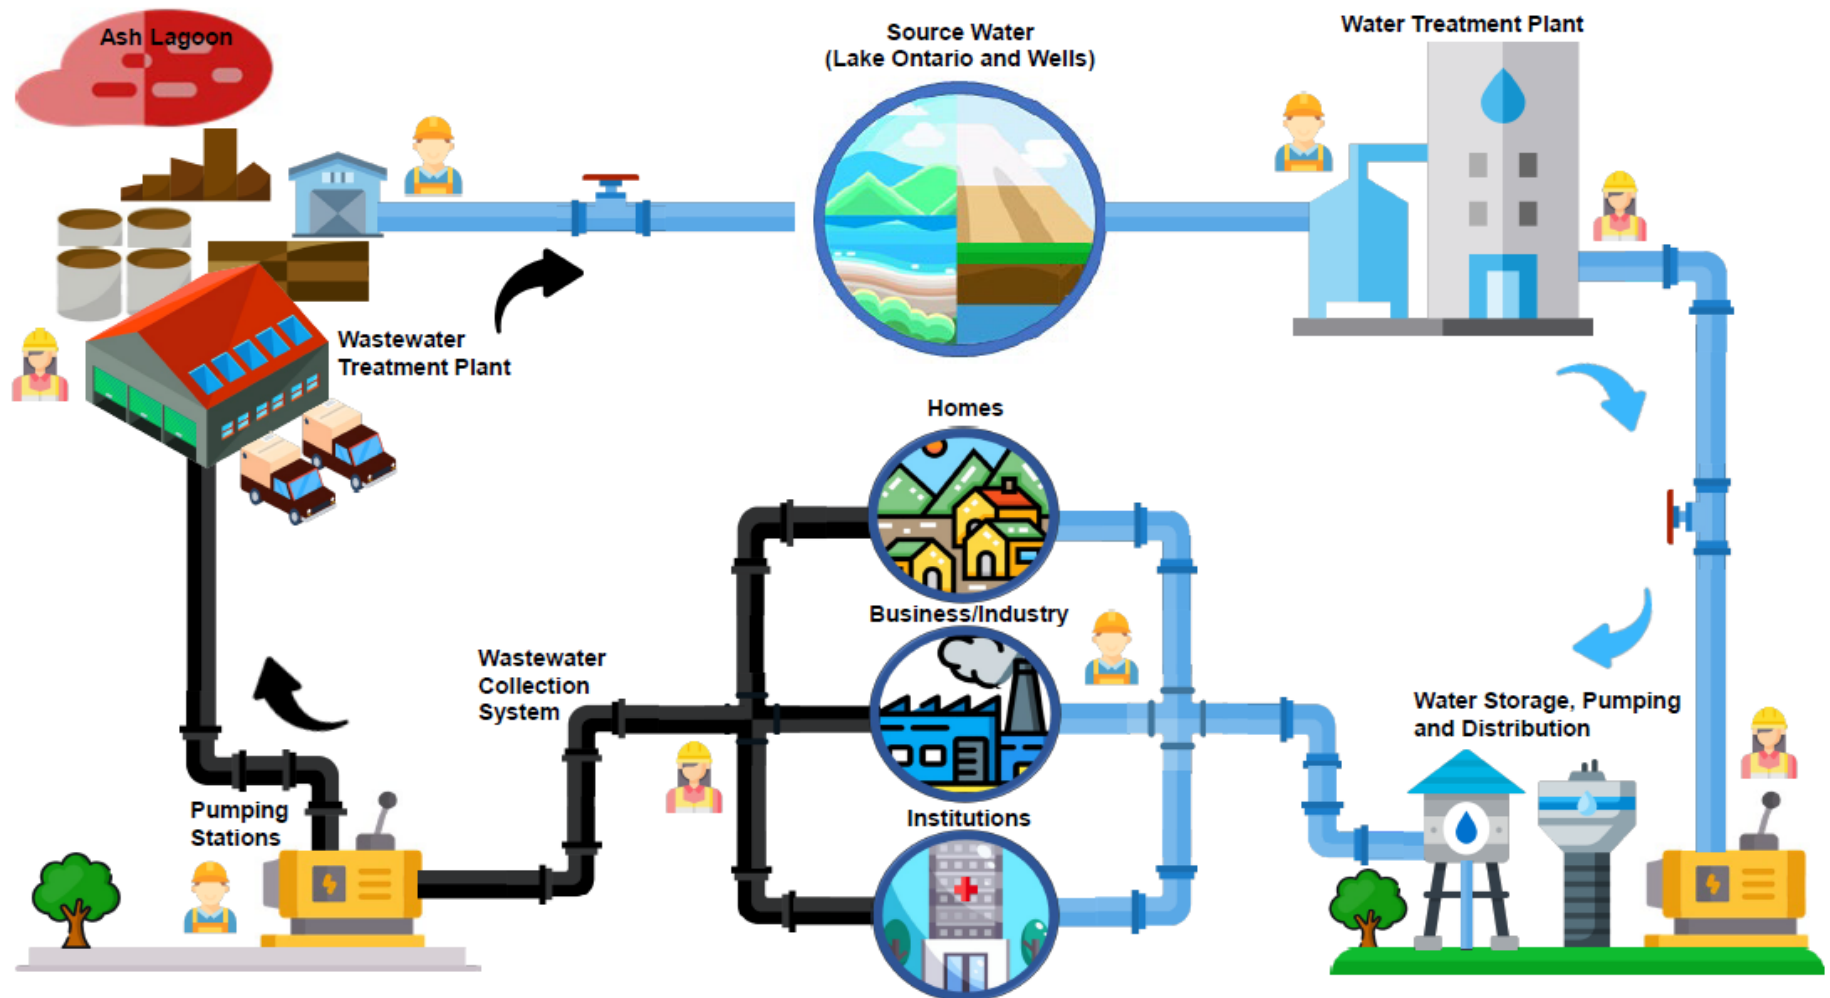 Ash Lagoon
Source Water
(Lake Ontario and Wells)
Water Treatment Plant
Wastewater
Treatment Plant
Homes
Business/Industry
Wastewater
Collection
System
Water Storage, Pumping
and Distribution
Pumping
Stations
Institutions